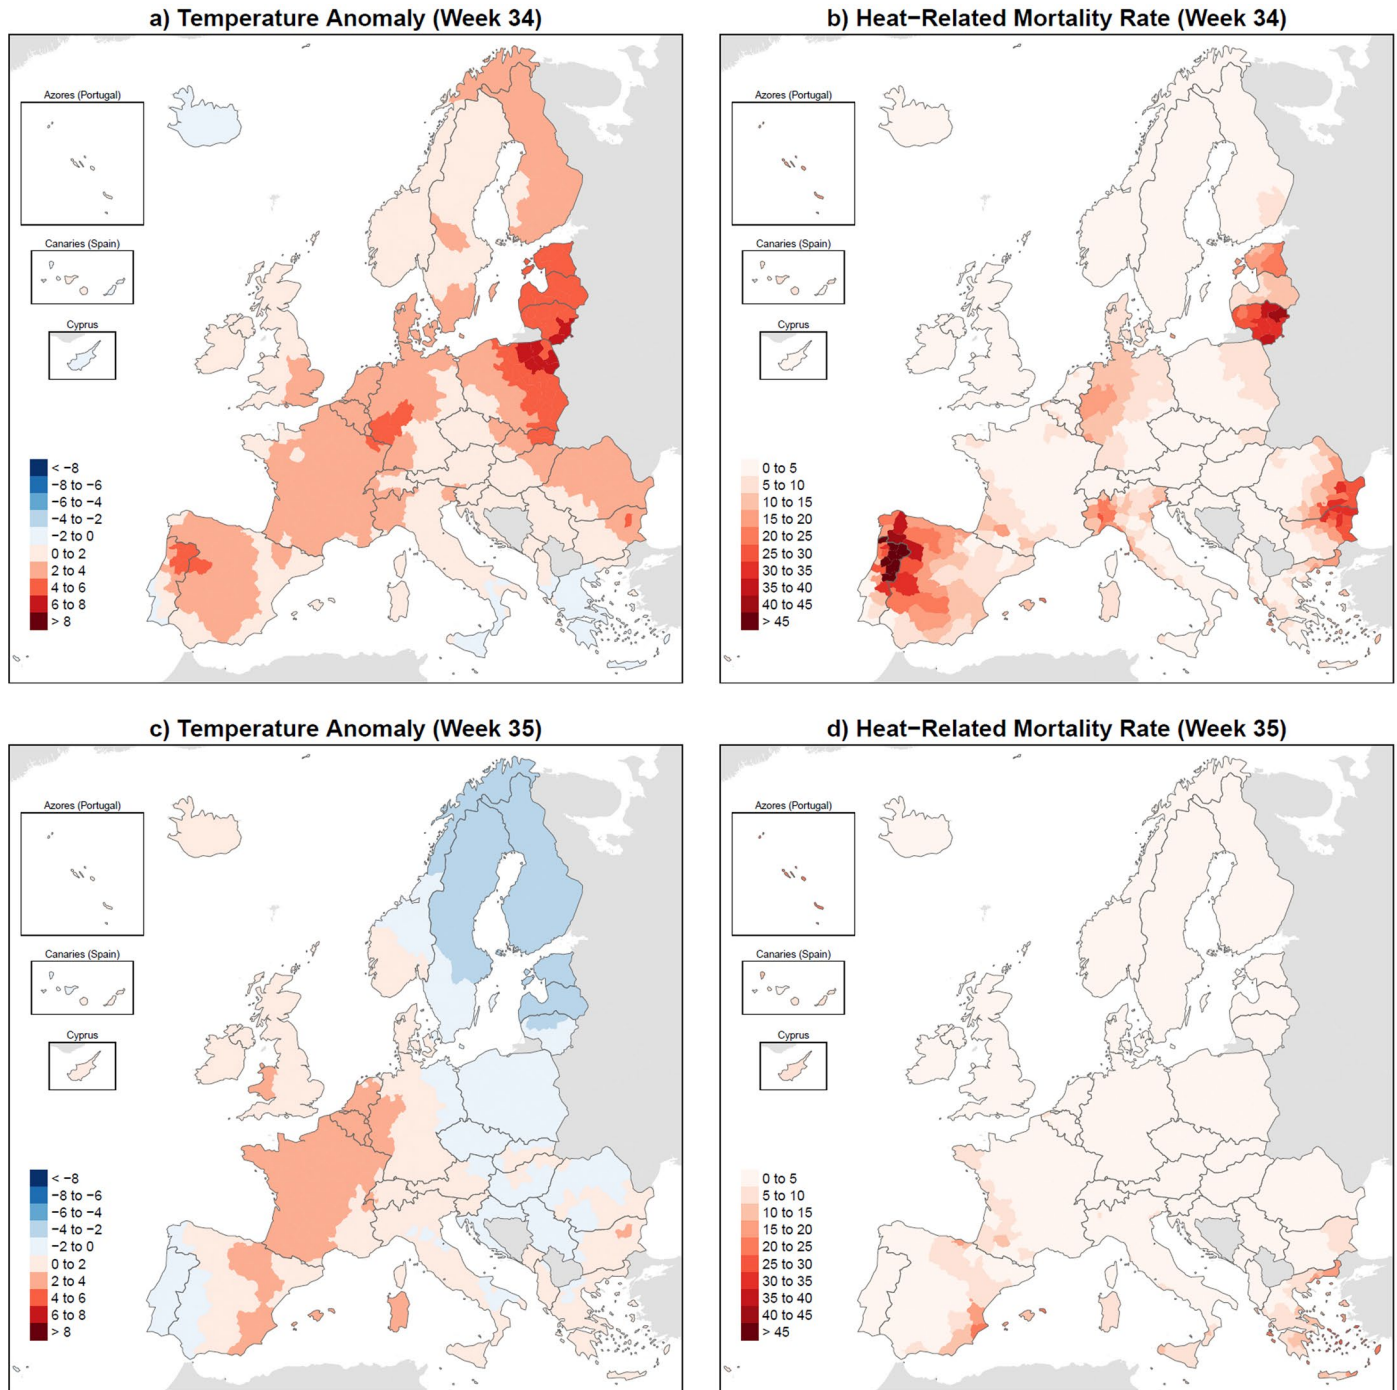 a) Temperature Anomaly (Week 34)
Azores (Portugal)
Canaries (Spain)
Cyprus
< −8
−8 to −6
−6 to −4
−4 to −2
−2 to 0
0 to 2
2 to 4
4 to 6
6 to 8
> 8
b) Heat−Related Mortality Rate (Week 34)
Azores (Portugal)
Canaries (Spain)
Cyprus
0 to 5
5 to 10
10 to 15
15 to 20
20 to 25
25 to 30
30 to 35
35 to 40
40 to 45
> 45
c) Temperature Anomaly (Week 35)
Azores (Portugal)
Canaries (Spain)
Cyprus
< −8
−8 to −6
−6 to −4
−4 to −2
−2 to 0
0 to 2
2 to 4
4 to 6
6 to 8
> 8
d) Heat−Related Mortality Rate (Week 35)
Azores (Portugal)
Canaries (Spain)
Cyprus
0 to 5
5 to 10
10 to 15
15 to 20
20 to 25
25 to 30
30 to 35
35 to 40
40 to 45
> 45